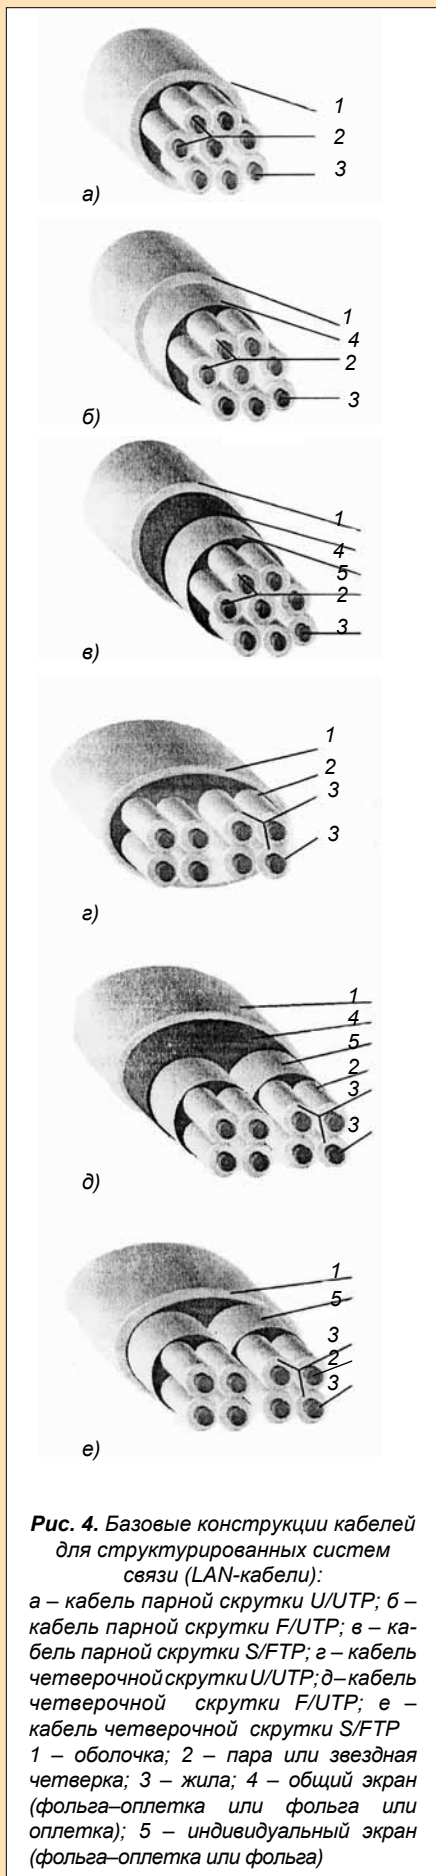 1
2
3
а)
1
4
2
3
б)
1
4
5
2
3
в)
1
2
3
3
г)
1
4
5
2
3
3
д)
1
5
3
2
3
е)
Рис. 4. Базовые конструкции кабелей
для структурированных систем
связи (LAN-кабели):
а – кабель парной скрутки U/UTP; б –
кабель парной скрутки F/UTP; в – ка-
бель парной скрутки S/FTP; г – кабель
четверочной скрутки U/UTP; д – кабель
четверочной скрутки F/UTP; е –
кабель четверочной скрутки S/FTP
1 – оболочка; 2 – пара или звездная
четверка; 3 – жила; 4 – общий экран
(фольга–оплетка или фольга или
оплетка); 5 – индивидуальный экран
(фольга–оплетка или фольга)